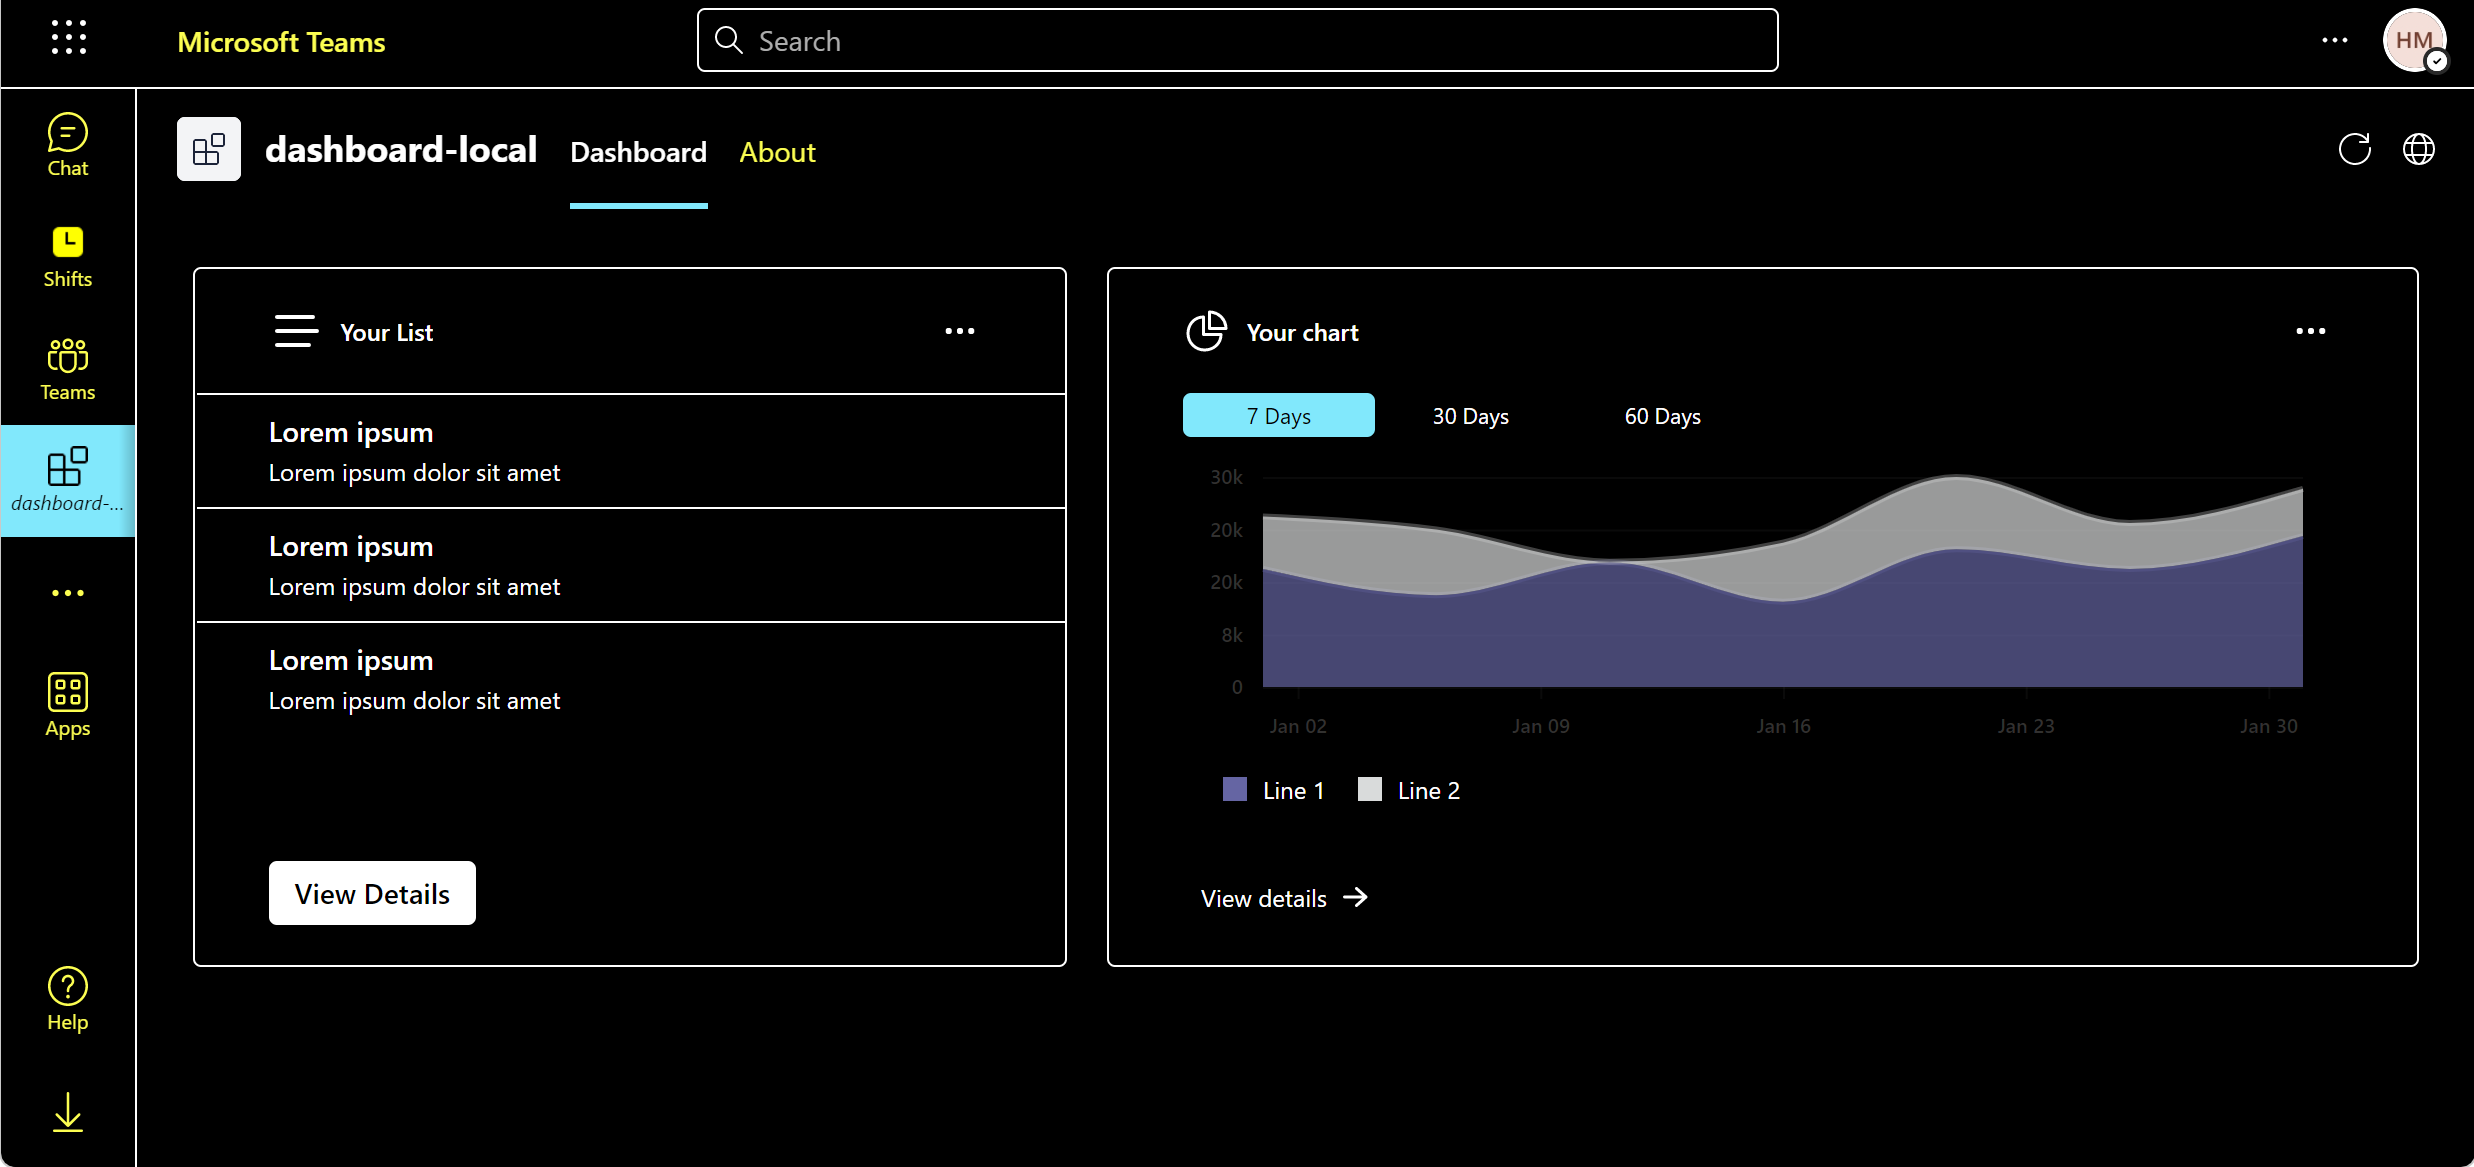 Microsoft Teams
Search
HM
Chat
Shifts
Teams
dashboard-...
Apps
Help
dashboard-local
Dashboard
About
Your List
Lorem ipsum
Lorem ipsum dolor sit amet
Lorem ipsum
Lorem ipsum dolor sit amet
Lorem ipsum
Lorem ipsum dolor sit amet
View Details
Your chart
7 Days
30 Days
60 Days
30k
20k
20k
8k
0
Jan 02
Jan 09
Jan 16
Jan 23
Jan 30
Line 1
Line 2
View details